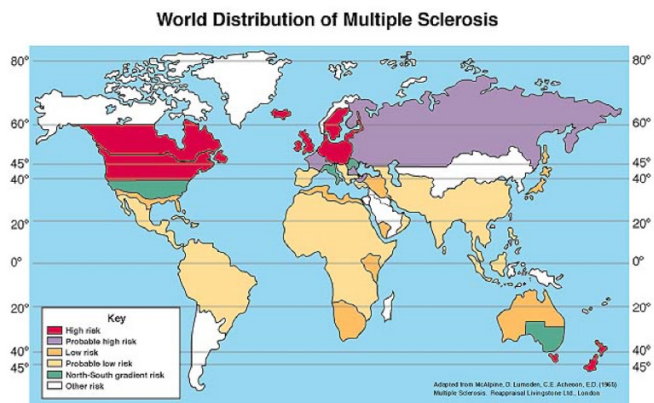 World Distribution of Multiple Sclerosis
80° 80°
60° 60°
45° 45°
40° 40°
20° 20°
0° 0°
20° 20°
40° 40°
45° 45°
Key
High risk
Probable high risk
Low risk
Probable low risk
North-South gradient risk
Other risk
Adapted from McAlpine, D. Lumsden, C.E. Acheson, E.D. (1965)
Multiple Sclerosis. Reappraisal Livingstone Ltd., London